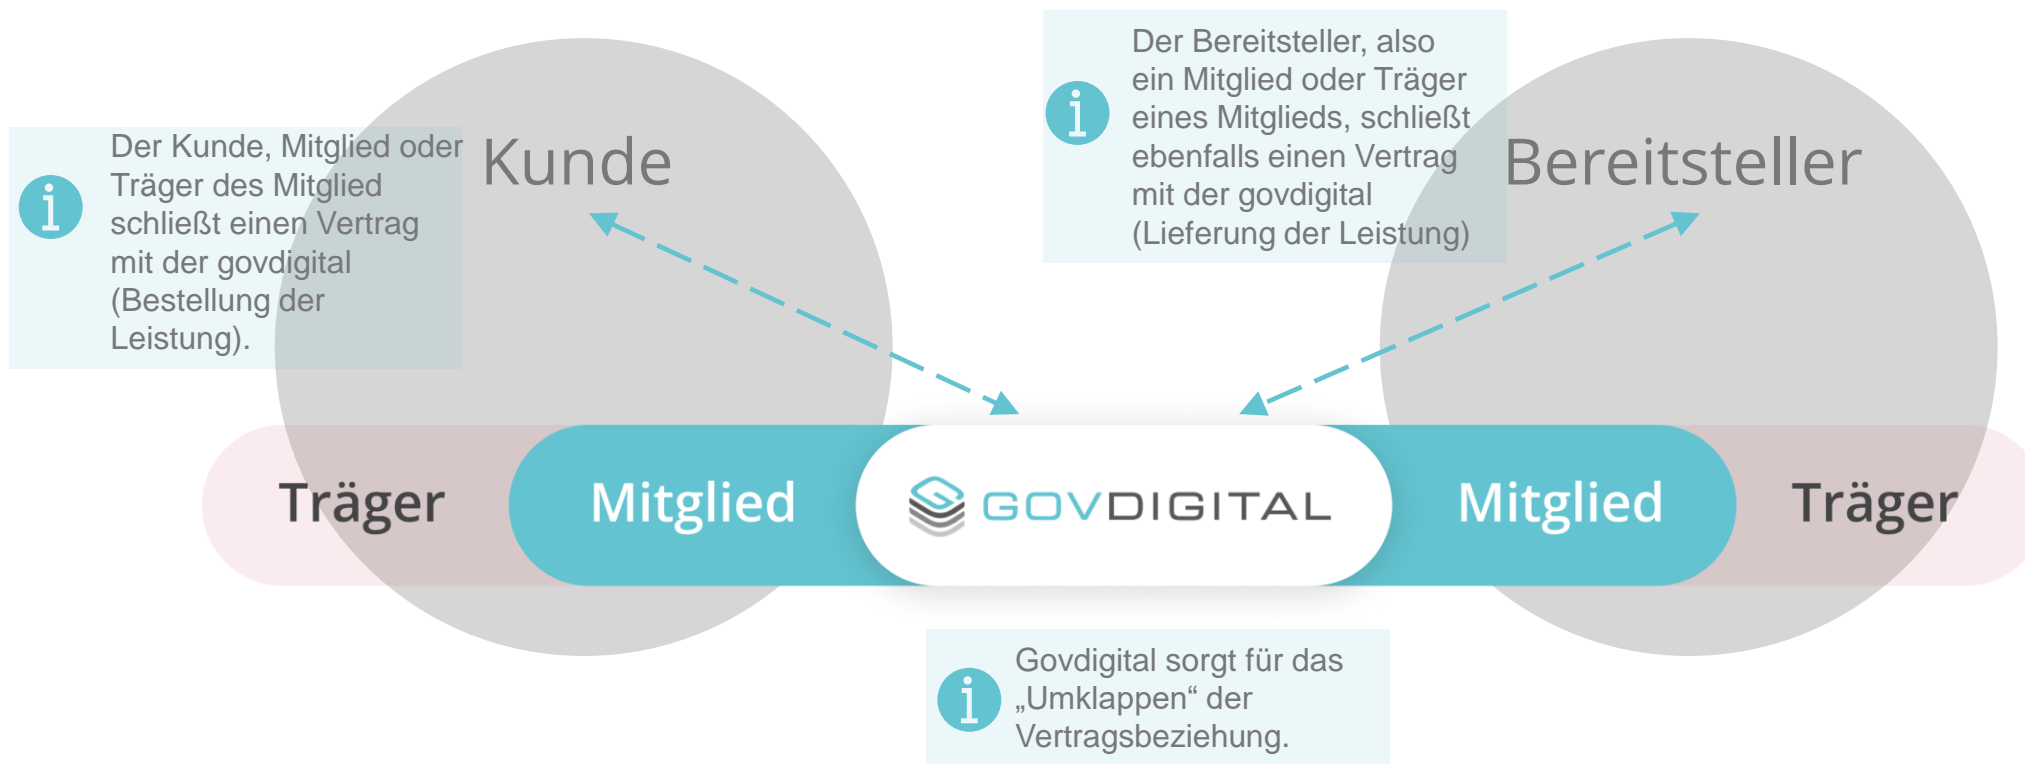 Der Kunde, Mitglied oder
Träger des Mitglied
schließt einen Vertrag
mit der govdigital
(Bestellung der
Leistung).
Kunde
Der Bereitsteller, also
ein Mitglied oder Träger
eines Mitglieds, schließt
ebenfalls einen Vertrag
mit der govdigital
(Lieferung der Leistung)
Bereitsteller
Träger
Mitglied
GOVDIGITAL
Mitglied
Träger
Govdigital sorgt für das
„Umklappen“ der
Vertragsbeziehung.